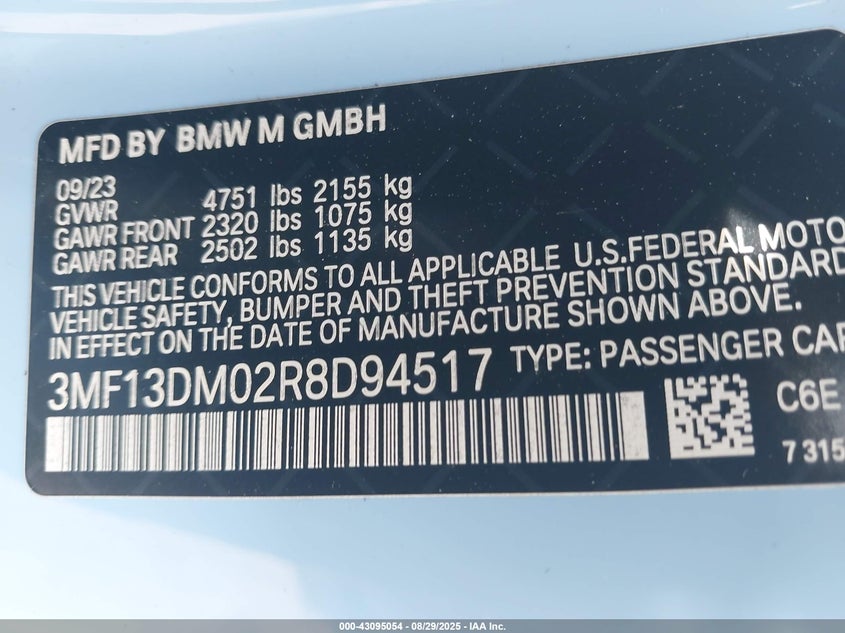 MFD BY BMW M GMBH
09/23
GVWR 4751 lbs 2155 kg
GAWR FRONT 2320 lbs 1075 kg
GAWR REAR 2502 lbs 1135 kg
THIS VEHICLE CONFORMS TO ALL APPLICABLE U.S.FEDERAL MOTO
VEHICLE SAFETY, BUMPER AND THEFT PREVENTION STANDARD
IN EFFECT ON THE DATE OF MANUFACTURE SHOWN ABOVE.
3MF13DM02R8D94517 TYPE: PASSENGER CAR
C6E
7 315
000-43095054 - 08/29/2025 - IAA Inc.